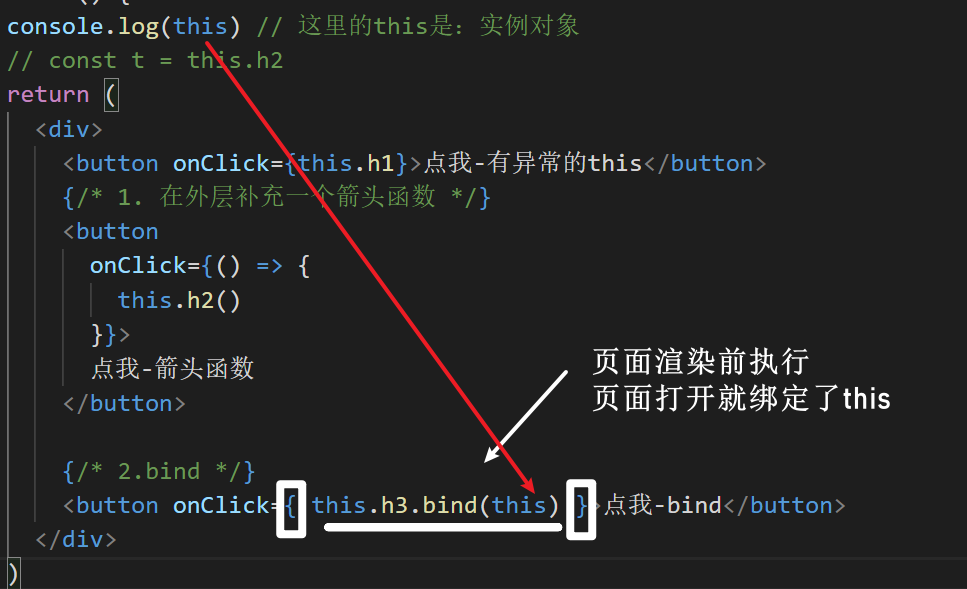 console.log(this) // 这里的this是：实例对象
// const t = this.h2
return (
<div>
<button onClick={this.h1}>点我-有异常的this</button>
{/* 1. 在外层补充一个箭头函数 */}
<button
onClick={() => {
this.h2()
}}>
点我-箭头函数
</button>
页面渲染前执行
页面打开就绑定了this
{/* 2.bind */}
<button onClick={ this.h3.bind(this) }>点我-bind</button>
</div>
)